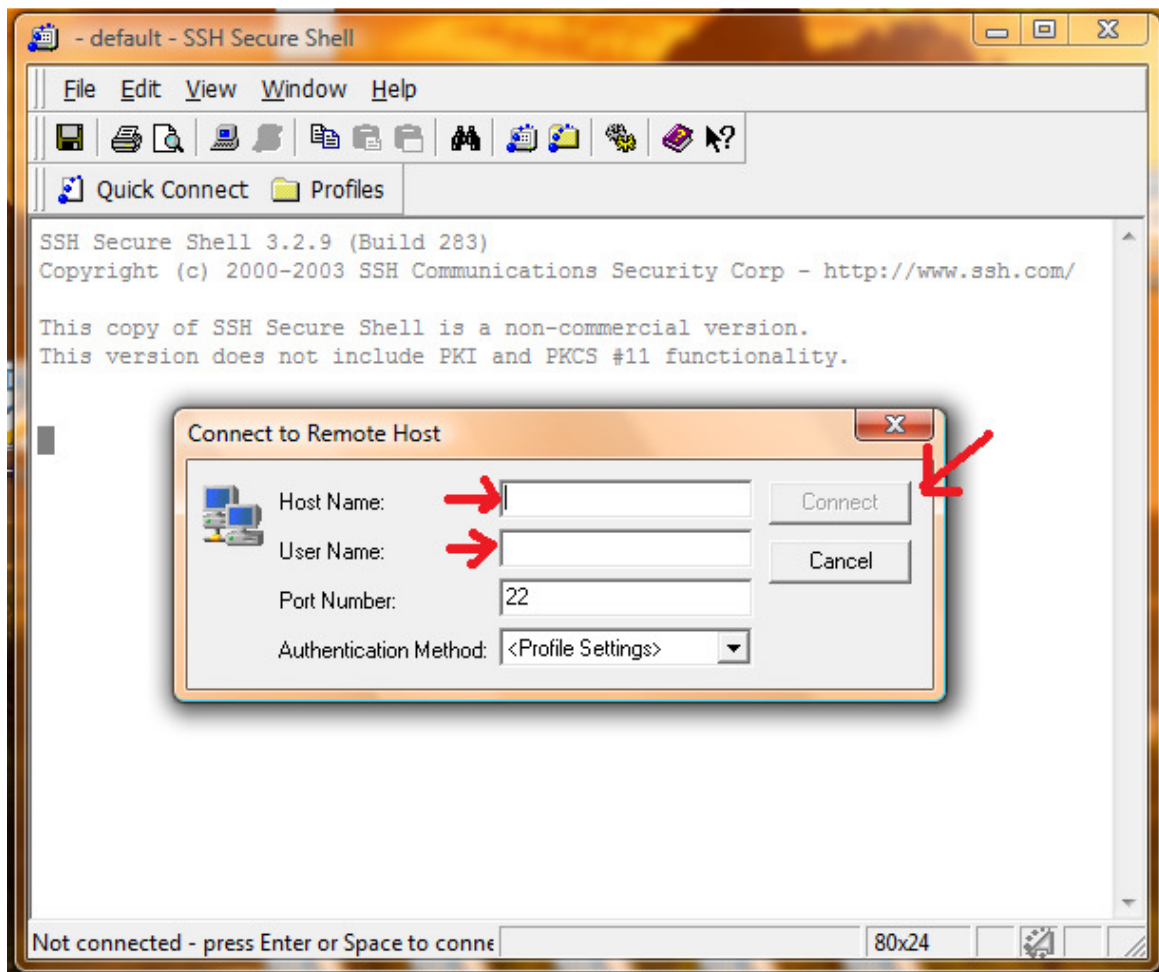 - default - SSH Secure Shell
File Edit View Window Help
Quick Connect Profiles
SSH Secure Shell 3.2.9 (Build 283)
Copyright (c) 2000-2003 SSH Communications Security Corp - http://www.ssh.com/
This copy of SSH Secure Shell is a non-commercial version.
This version does not include PKI and PKCS #11 functionality.
Connect to Remote Host
Host Name:
Connect
User Name:
Cancel
Port Number: 22
Authentication Method: <Profile Settings>
Not connected - press Enter or Space to conne
80x24